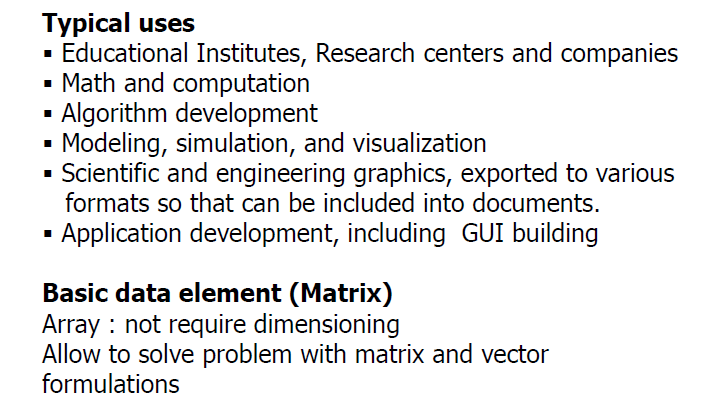 Typical uses
▪ Educational Institutes, Research centers and companies
▪ Math and computation
▪ Algorithm development
▪ Modeling, simulation, and visualization
▪ Scientific and engineering graphics, exported to various
formats so that can be included into documents.
▪ Application development, including  GUI building
Basic data element (Matrix)
Array : not require dimensioning
Allow to solve problem with matrix and vector
formulations